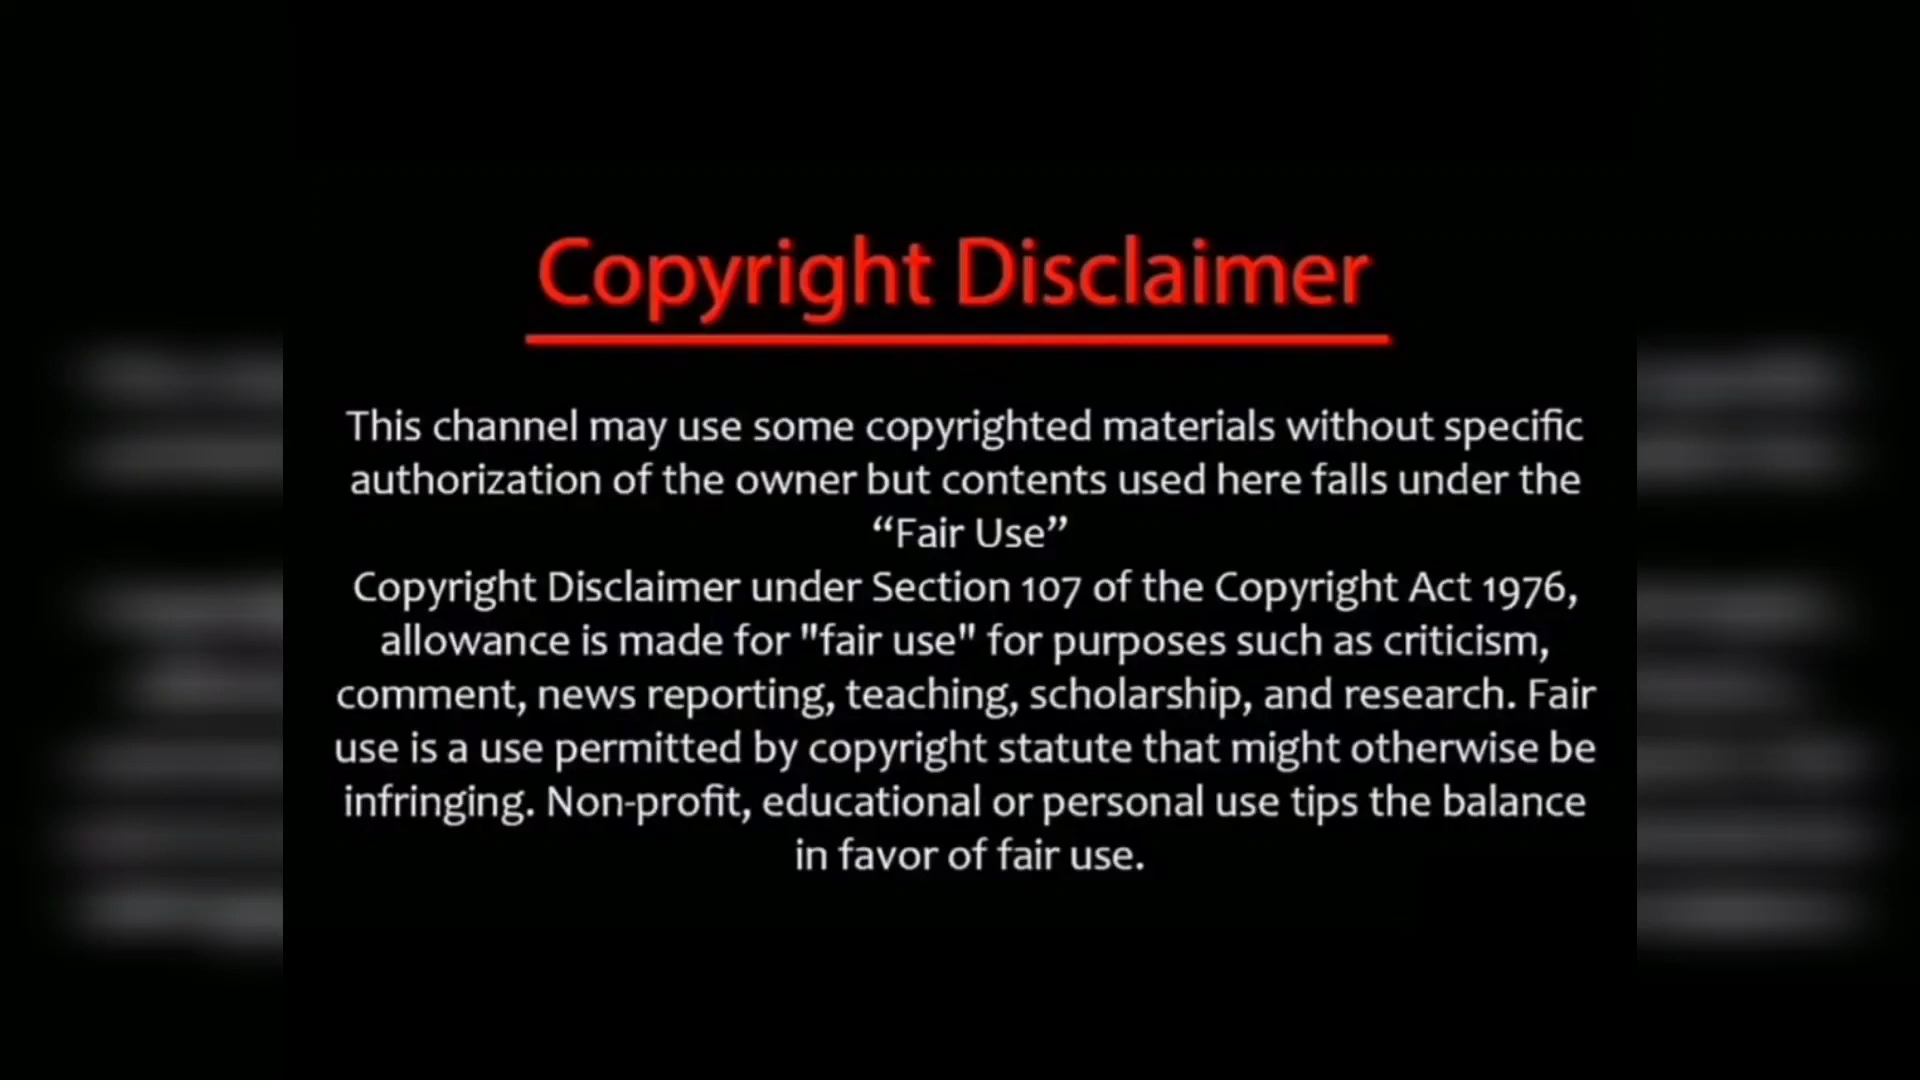 Copyright Disclaimer
This channel may use some copyrighted materials without specific
authorization of the owner but contents used here falls under the
“Fair Use”
Copyright Disclaimer under Section 107 of the Copyright Act 1976,
allowance is made for "fair use" for purposes such as criticism,
comment, news reporting, teaching, scholarship, and research. Fair
use is a use permitted by copyright statute that might otherwise be
infringing. Non-profit, educational or personal use tips the balance
in favor of fair use.